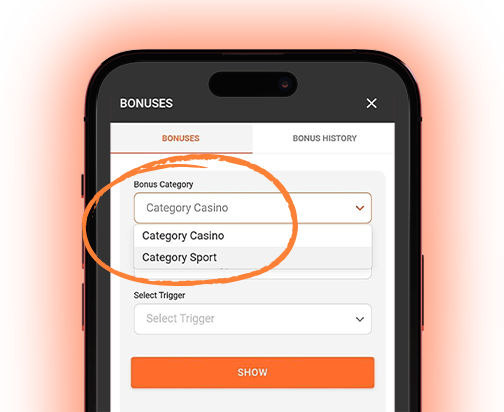 BONUSES
BONUSES BONUS HISTORY
Bonus Category
Category Casino
Category Casino
Category Sport
Select Trigger
Select Trigger
SHOW